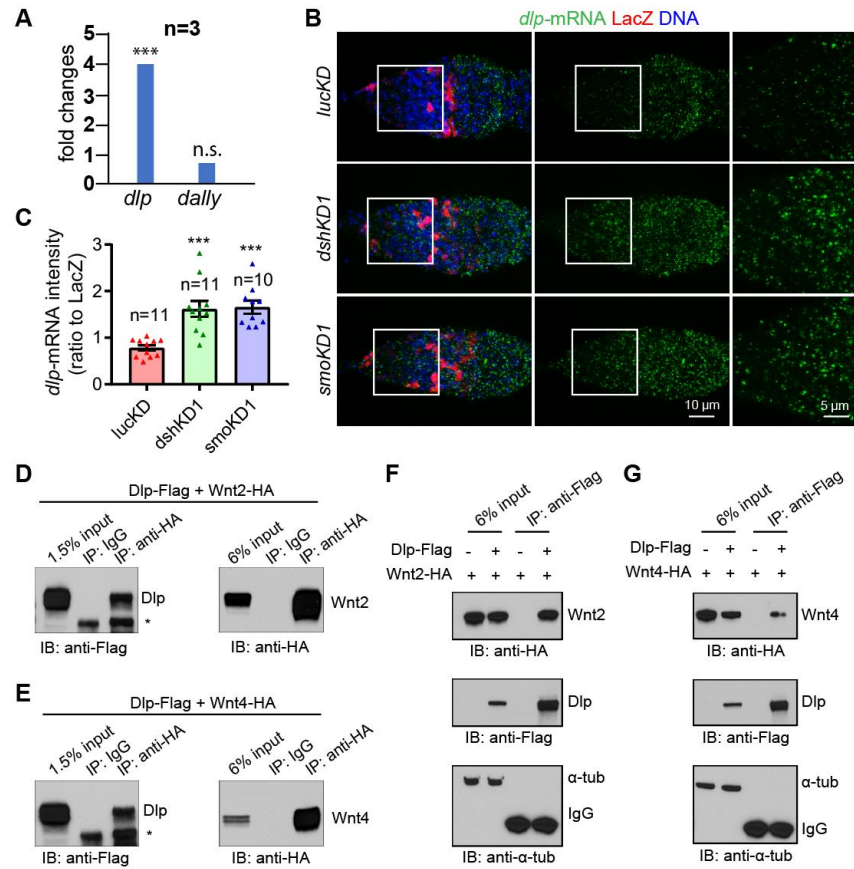 A
n=3
fold changes
5
4
3
2
1
0
***
n.s.
dlp dally
B
dlp-mRNA LacZ DNA
lucKD
dshKD1
smoKD1
10 µm
5 µm
C
dlp-mRNA intensity
(ratio to LacZ)
3
2
1
0
n=11
***
n=11
***
n=10
lucKD
dshKD1
smoKD1
D
Dlp-Flag + Wnt2-HA
1.5% input
IP: IgG
IP: anti-HA
Dlp
*
IB: anti-Flag
6% input
IP: IgG
IP: anti-HA
Wnt2
IB: anti-HA
E
Dlp-Flag + Wnt4-HA
1.5% input
IP: IgG
IP: anti-HA
Dlp
*
IB: anti-Flag
6% input
IP: IgG
IP: anti-HA
Wnt4
IB: anti-HA
F
6% input
IP: anti-Flag
Dlp-Flag - + - +
Wnt2-HA + + + +
Wnt2
IB: anti-HA
Dlp
IB: anti-Flag
α-tub
IgG
IB: anti-α-tub
G
6% input
IP: anti-Flag
Dlp-Flag - + - +
Wnt4-HA + + + +
Wnt4
IB: anti-HA
Dlp
IB: anti-Flag
α-tub
IgG
IB: anti-α-tub